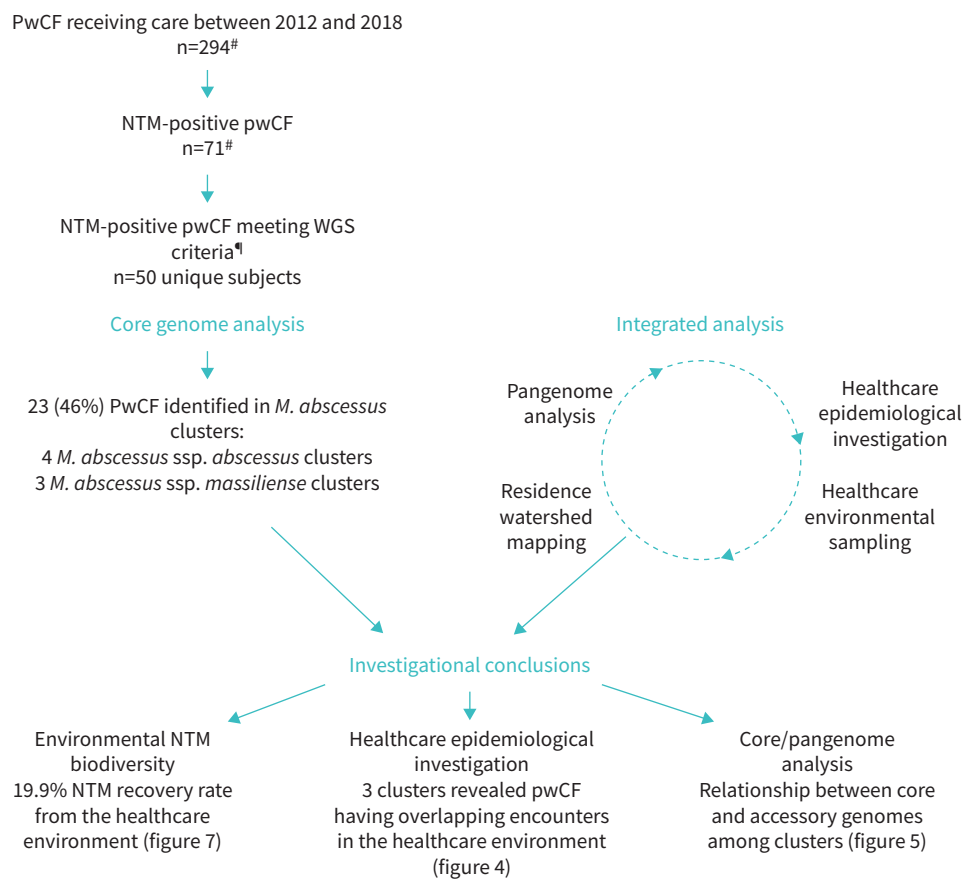 PwCF receiving care between 2012 and 2018
n=294#
NTM-positive pwCF
n=71#
NTM-positive pwCF meeting WGS
criteria¶
n=50 unique subjects
Core genome analysis
23 (46%) PwCF identified in M. abscessus
clusters:
4 M. abscessus ssp. abscessus clusters
3 M. abscessus ssp. massiliense clusters
Integrated analysis
Pangenome
analysis
Healthcare
epidemiological
investigation
Residence
watershed
mapping
Healthcare
environmental
sampling
Investigational conclusions
Environmental NTM
biodiversity
19.9% NTM recovery rate
from the healthcare
environment (figure 7)
Healthcare epidemiological
investigation
3 clusters revealed pwCF
having overlapping encounters
in the healthcare environment
(figure 4)
Core/pangenome
analysis
Relationship between core
and accessory genomes
among clusters (figure 5)